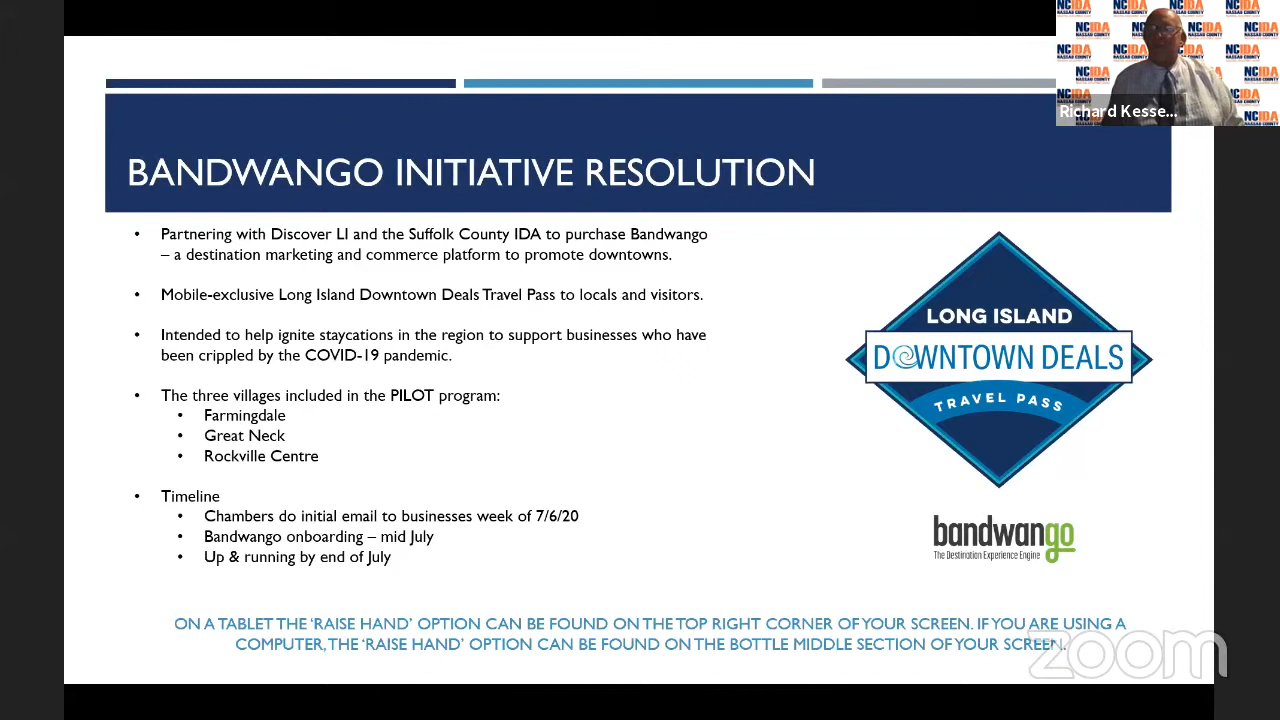 NCIDA
NASSAU COUNTY
Richard Kesse...
BANDWANGO INITIATIVE RESOLUTION
• Partnering with Discover LI and the Suffolk County IDA to purchase Bandwango
– a destination marketing and commerce platform to promote downtowns.
• Mobile-exclusive Long Island Downtown Deals Travel Pass to locals and visitors.
• Intended to help ignite staycations in the region to support businesses who have
been crippled by the COVID-19 pandemic.
• The three villages included in the PILOT program:
• Farmingdale
• Great Neck
• Rockville Centre
• Timeline
• Chambers do initial email to businesses week of 7/6/20
• Bandwango onboarding – mid July
• Up & running by end of July
LONG ISLAND
DOWNTOWN DEALS
TRAVEL PASS
bandwango
The Destination Experience Engine
ON A TABLET THE ‘RAISE HAND’ OPTION CAN BE FOUND ON THE TOP RIGHT CORNER OF YOUR SCREEN. IF YOU ARE USING A
COMPUTER, THE ‘RAISE HAND’ OPTION CAN BE FOUND ON THE BOTTLE MIDDLE SECTION OF YOUR SCREEN.
zoom